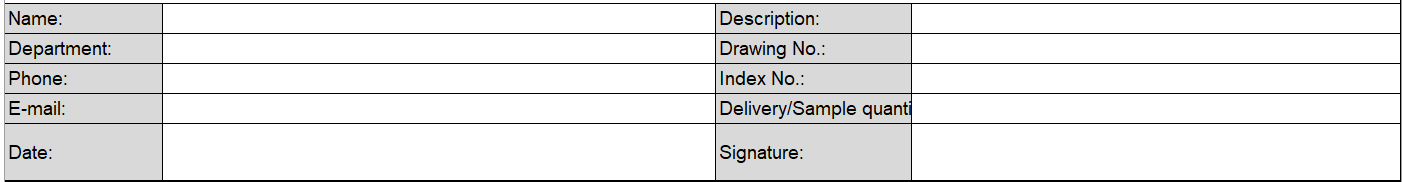 Name:
Description:
Department:
Drawing No.:
Phone:
Index No.:
E-mail:
Delivery/Sample quanti
Date:
Signature: